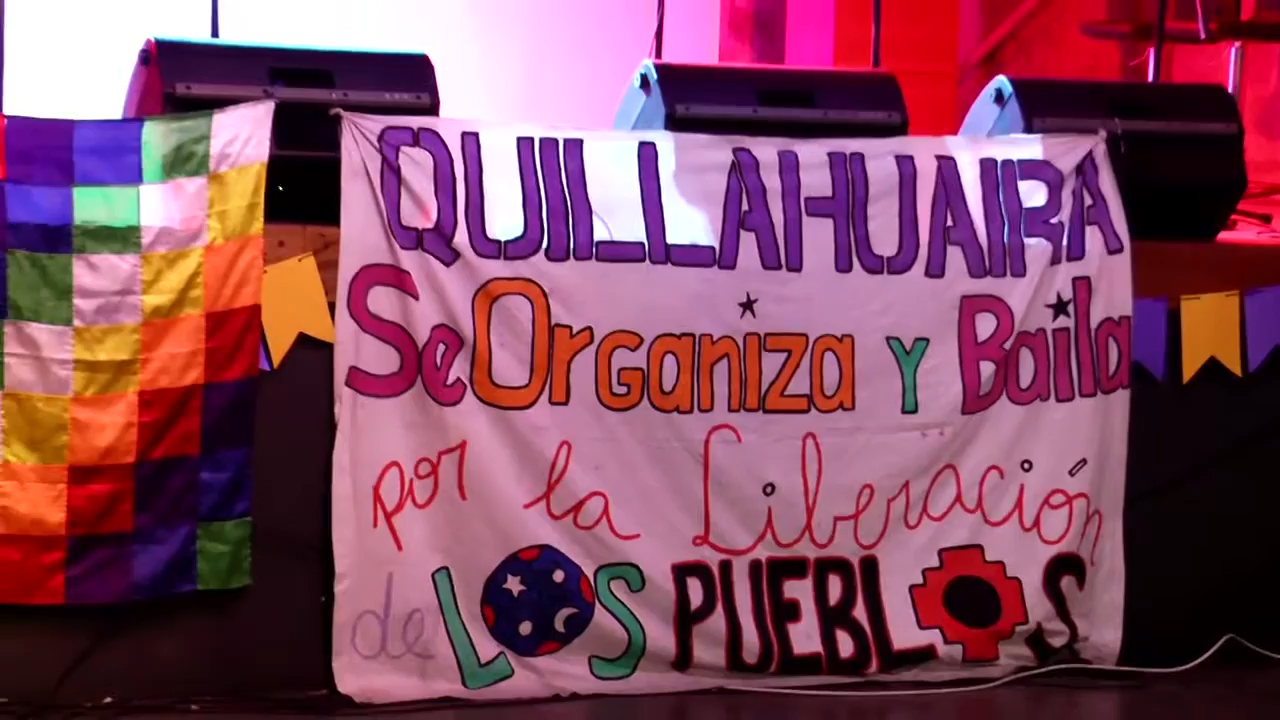 QUILLAHUAIRA
Se Organiza y Baila
por la Liberación
de LOS PUEBLOS